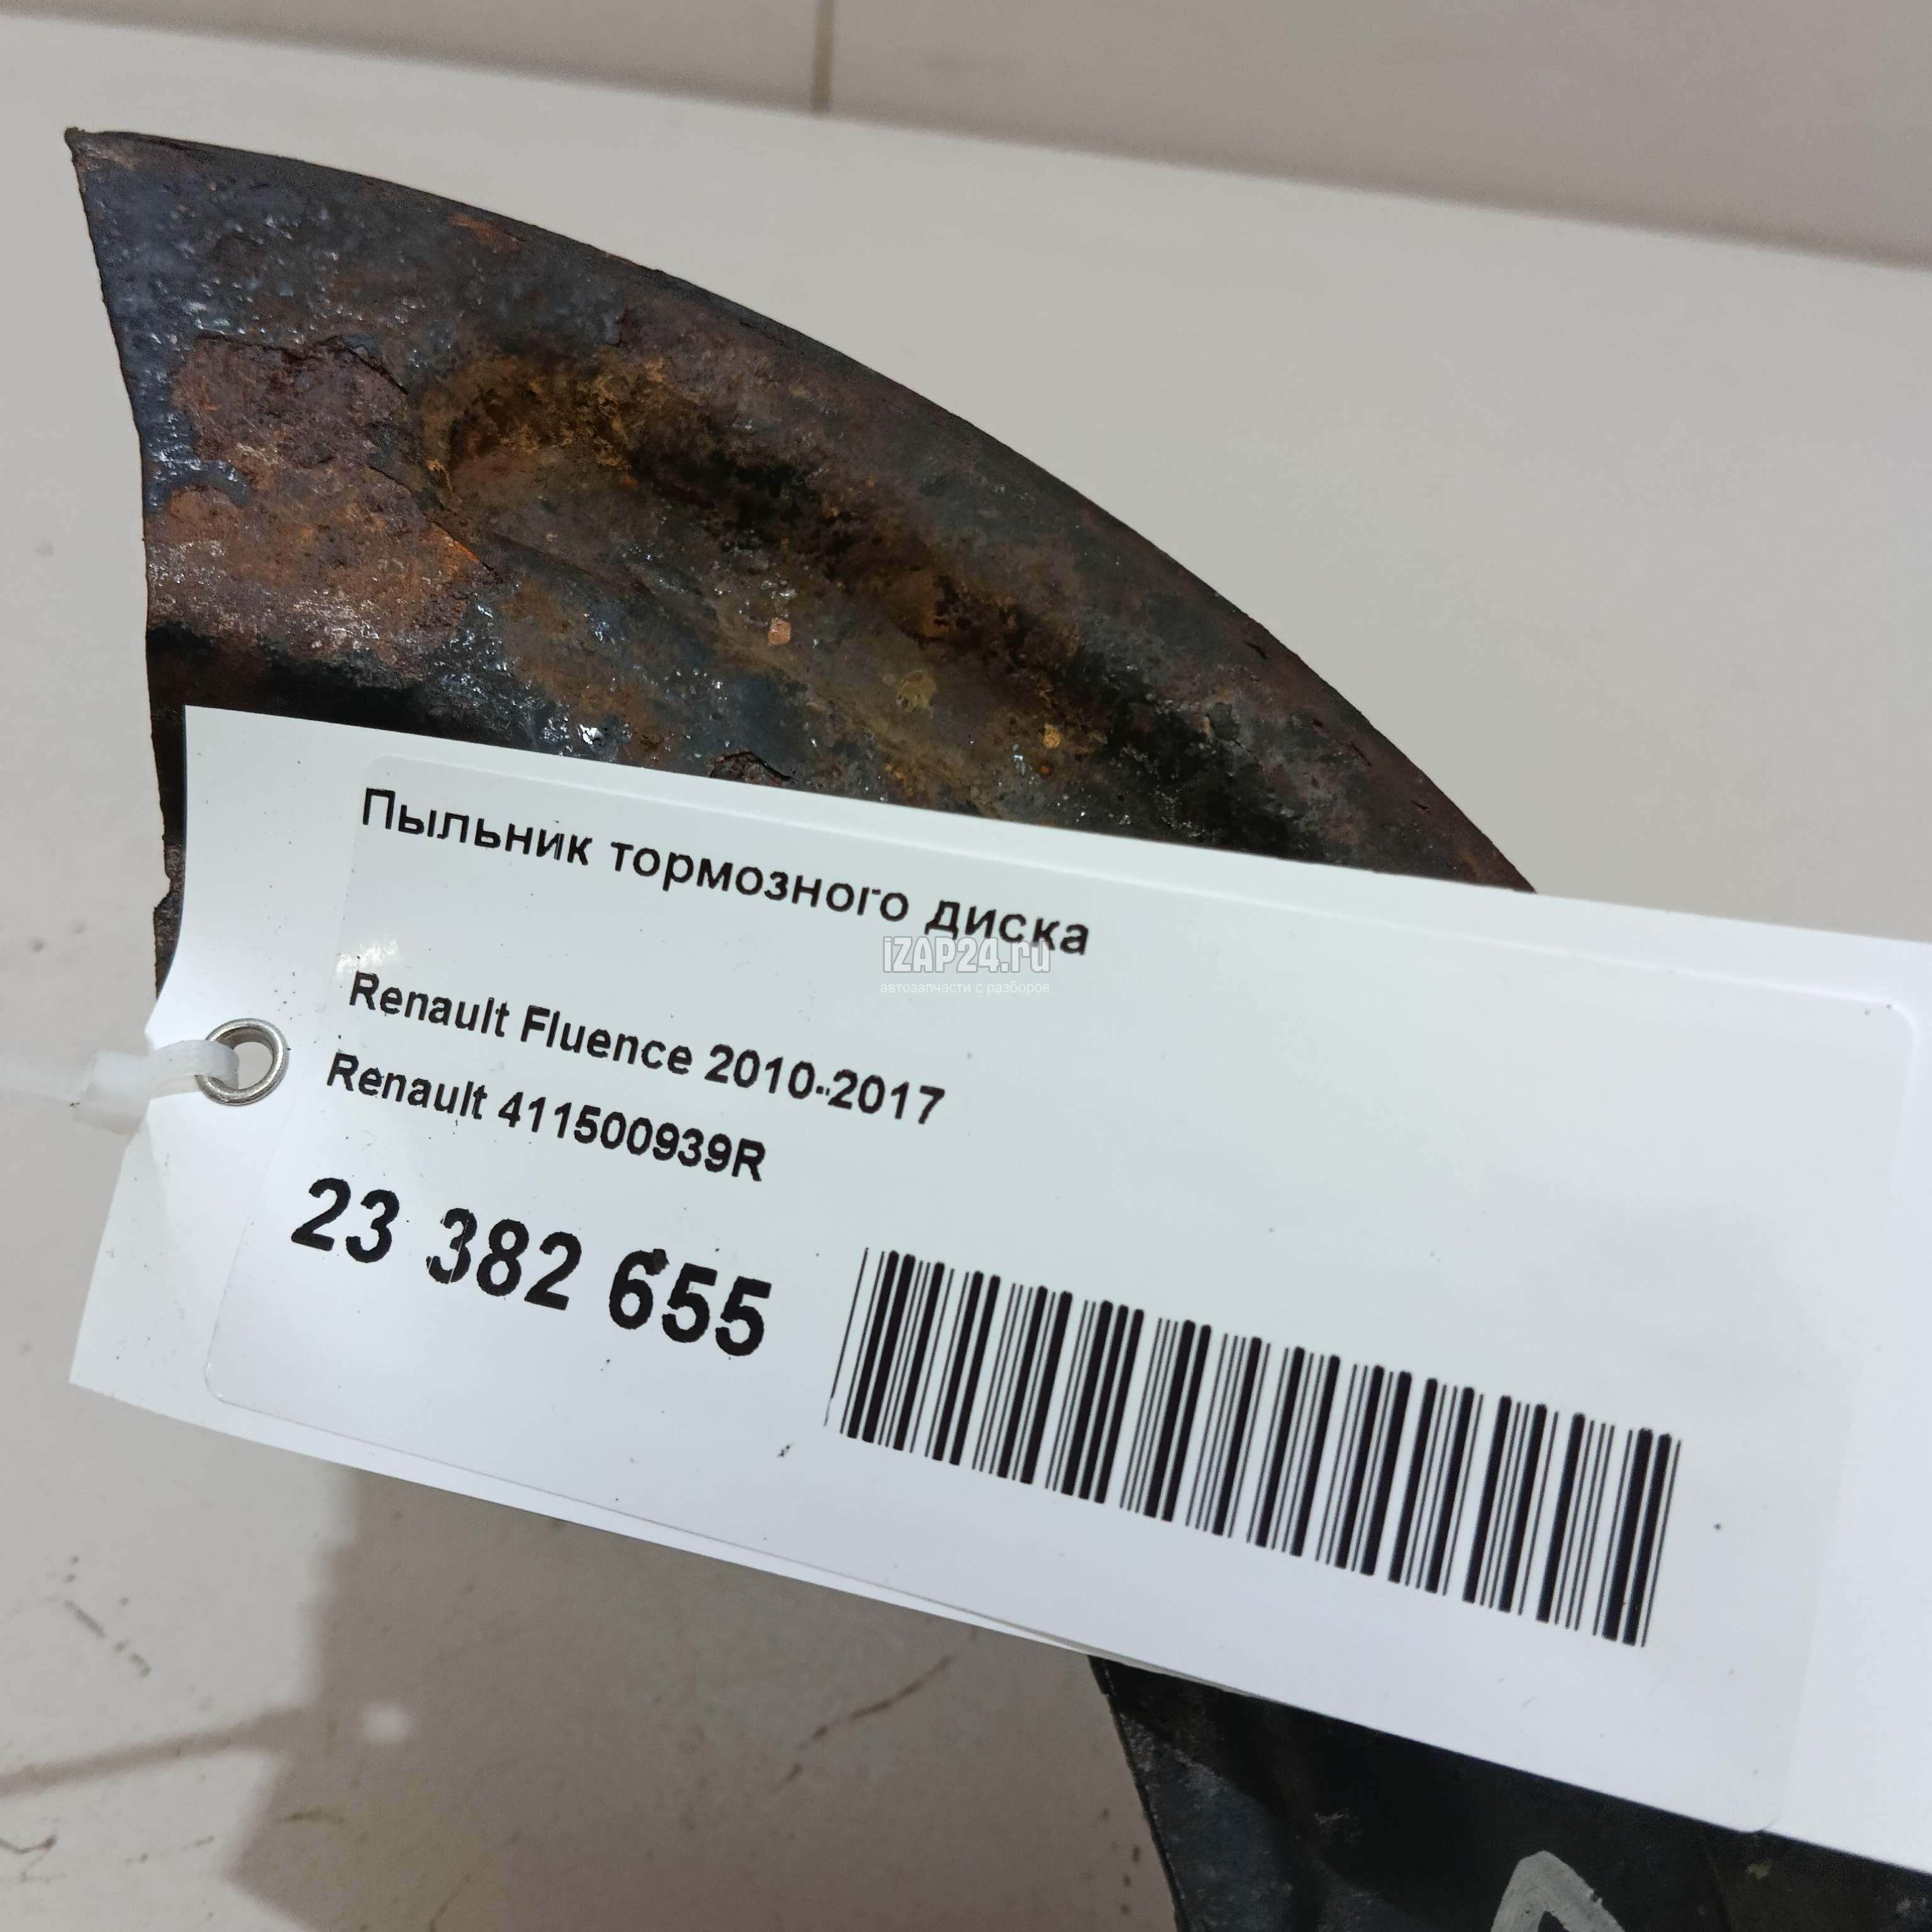 Пыльник тормозного диска
iZAP24.ru
автозапчасти с разборов
Renault Fluence 2010-2017
Renault 411500939R
23 382 655